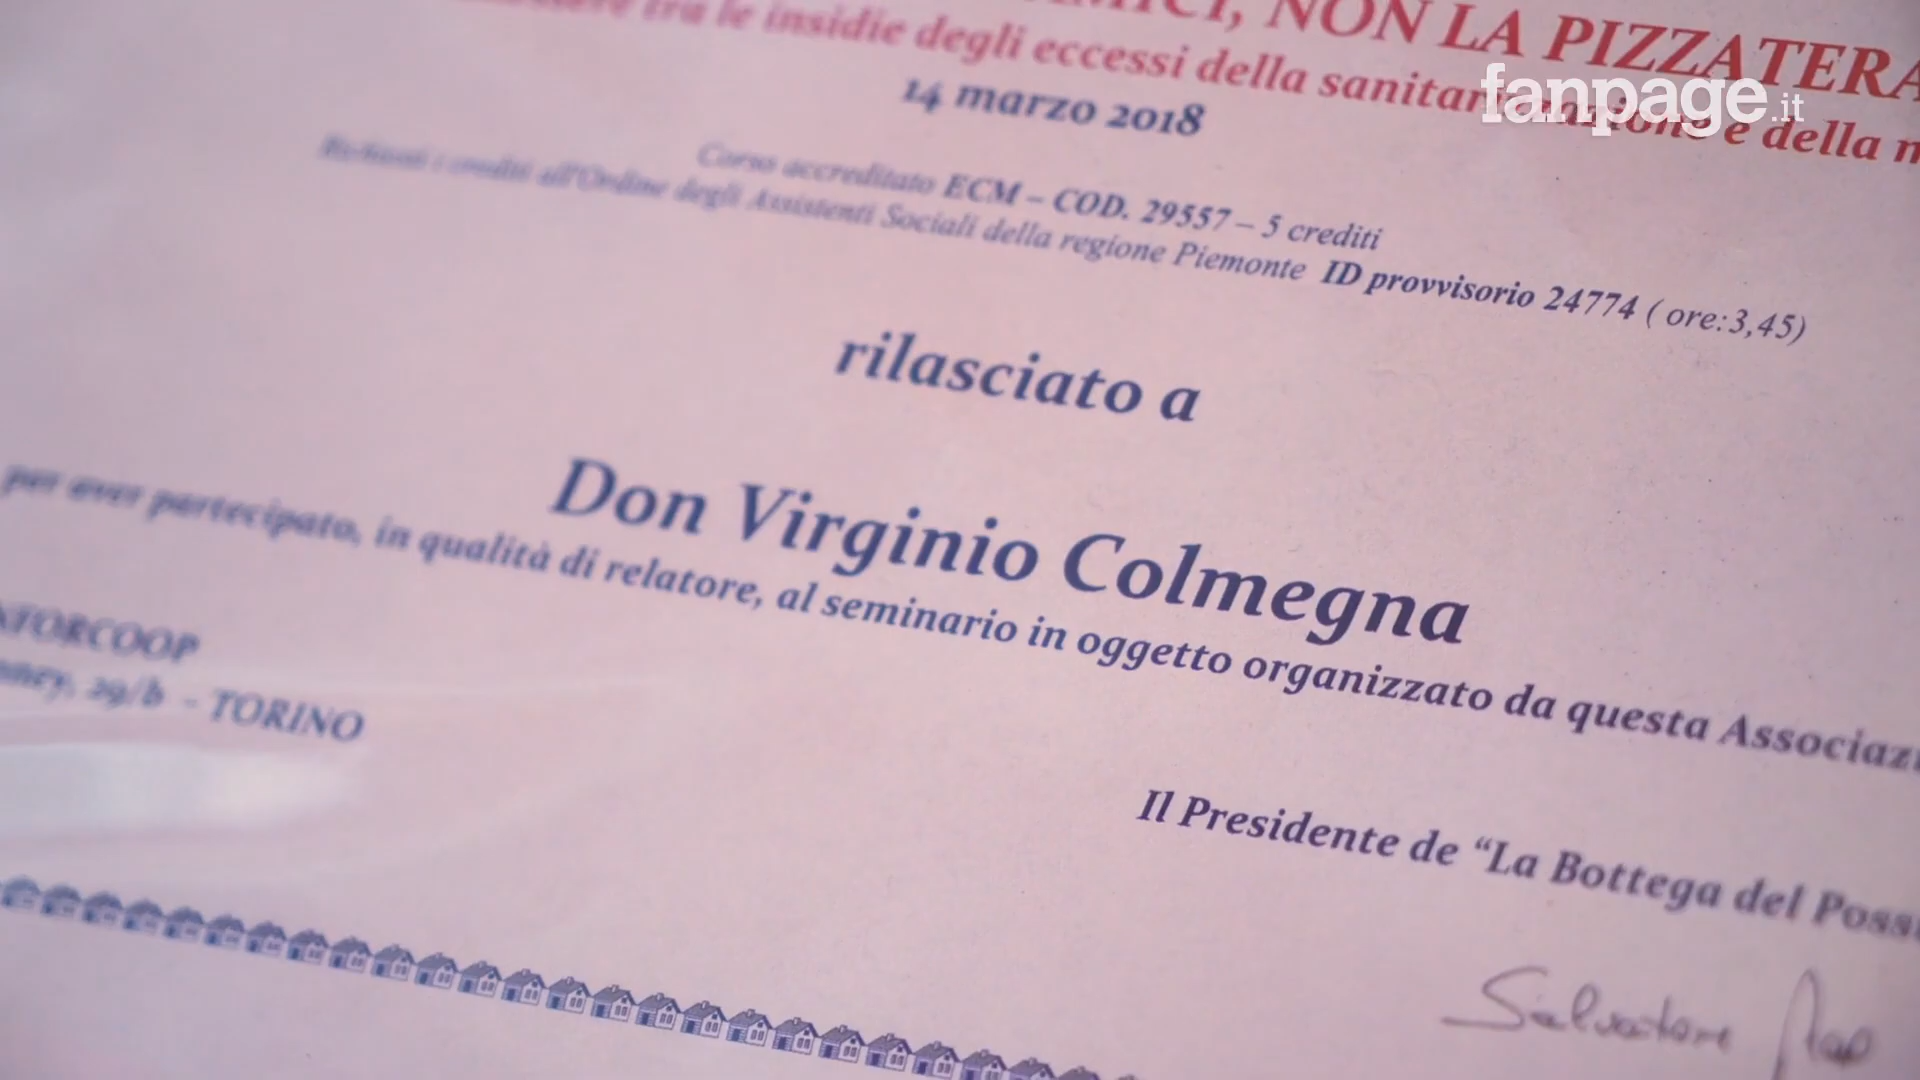 NON LA PIZZATERA
tra le insidie degli eccessi della sanitarizzazione e della
fanpage.it
14 marzo 2018
Corso accreditato ECM – COD. 29557 – 5 crediti
Richiesti i crediti all'Ordine degli Assistenti Sociali della regione Piemonte ID provvisorio 24774 ( ore:3,45)
rilasciato a
Don Virginio Colmegna
per aver partecipato, in qualità di relatore, al seminario in oggetto organizzato da questa Associaz
ATORCOOP
29/b - TORINO
Il Presidente de “La Bottega del Poss
Salvatore